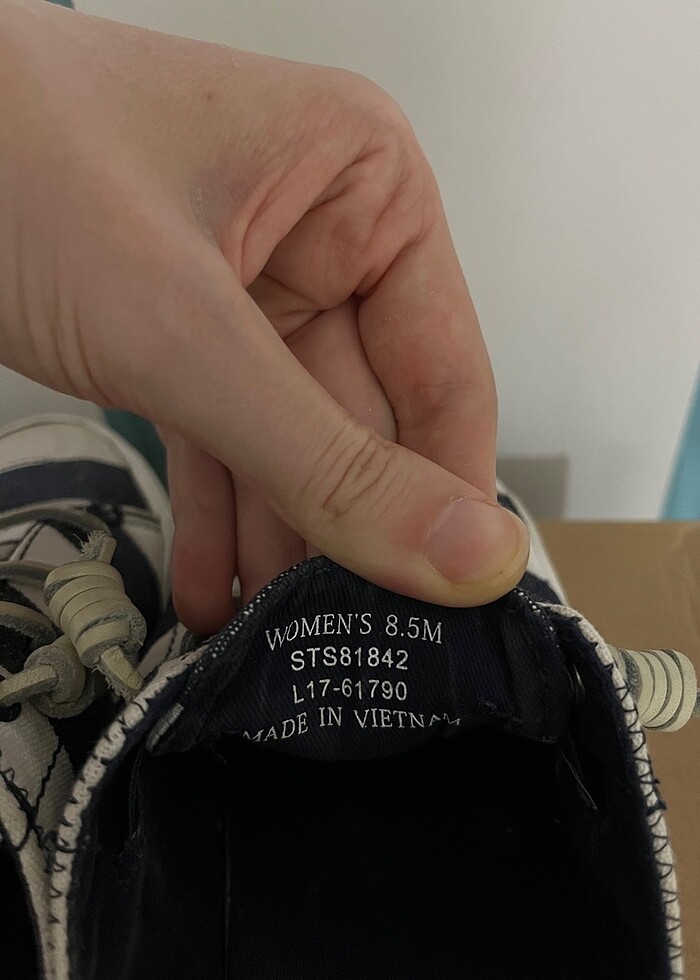 WOMEN'S 8.5M
STS81842
L17-61790
MADE IN VIETNAM